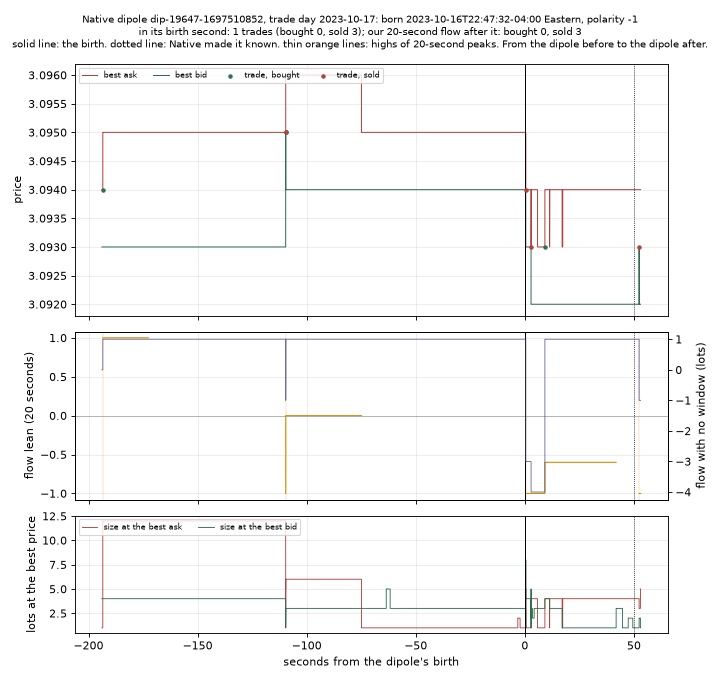 Native dipole dip-19647-1697510852, trade day 2023-10-17: born 2023-10-16T22:47:32-04:00 Eastern, polarity -1
in its birth second: 1 trades (bought 0, sold 3); our 20-second flow after it: bought 0, sold 3
solid line: the birth. dotted line: Native made it known. thin orange lines: highs of 20-second peaks. From the dipole before to the dipole after.
best ask best bid trade, bought trade, sold
3.0960
3.0955
3.0950
3.0945
3.0940
3.0935
3.0930
3.0925
3.0920
price
1.0
0.5
0.0
−0.5
−1.0
flow lean (20 seconds)
1
0
−1
−2
−3
−4
flow with no window (lots)
size at the best ask size at the best bid
12.5
10.0
7.5
5.0
2.5
lots at the best price
−200 −150 −100 −50 0 50
seconds from the dipole's birth